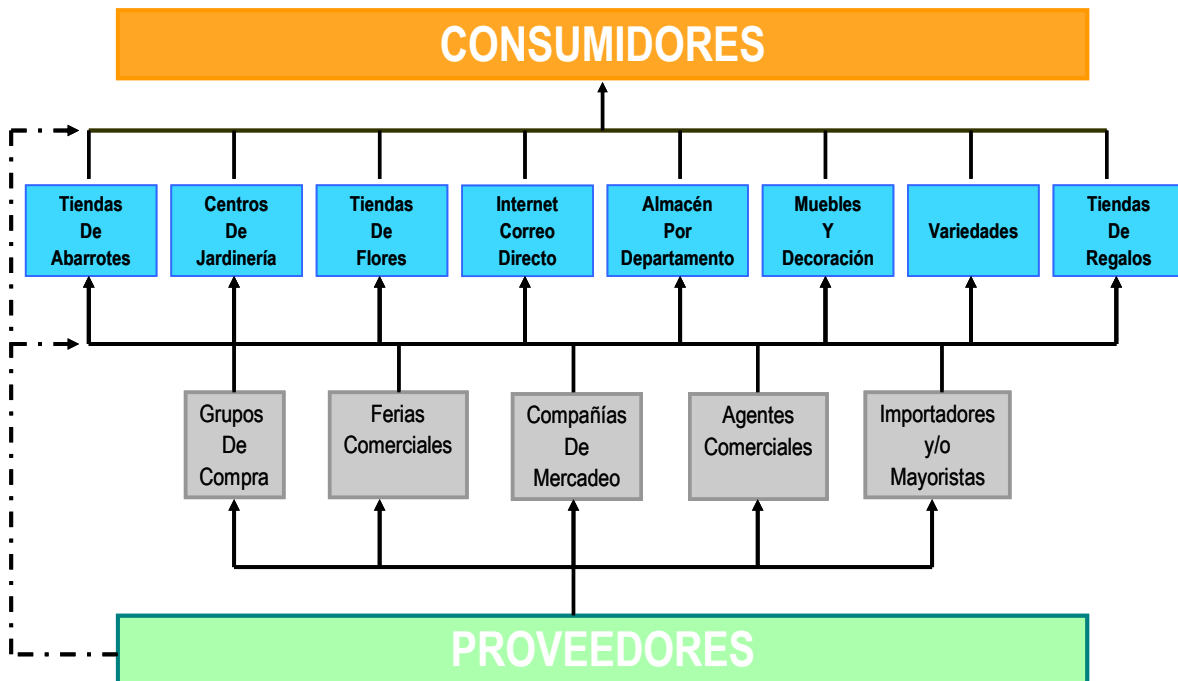 CONSUMIDORES
Tiendas
De
Abarrotes
Centros
De
Jardinería
Tiendas
De
Flores
Internet
Correo
Directo
Almacén
Por
Departamento
Muebles
Y
Decoración
Variedades
Tiendas
De
Regalos
Grupos
De
Compra
Ferias
Comerciales
Compañías
De
Mercadeo
Agentes
Comerciales
Importadores
y/o
Mayoristas
PROVEEDORES